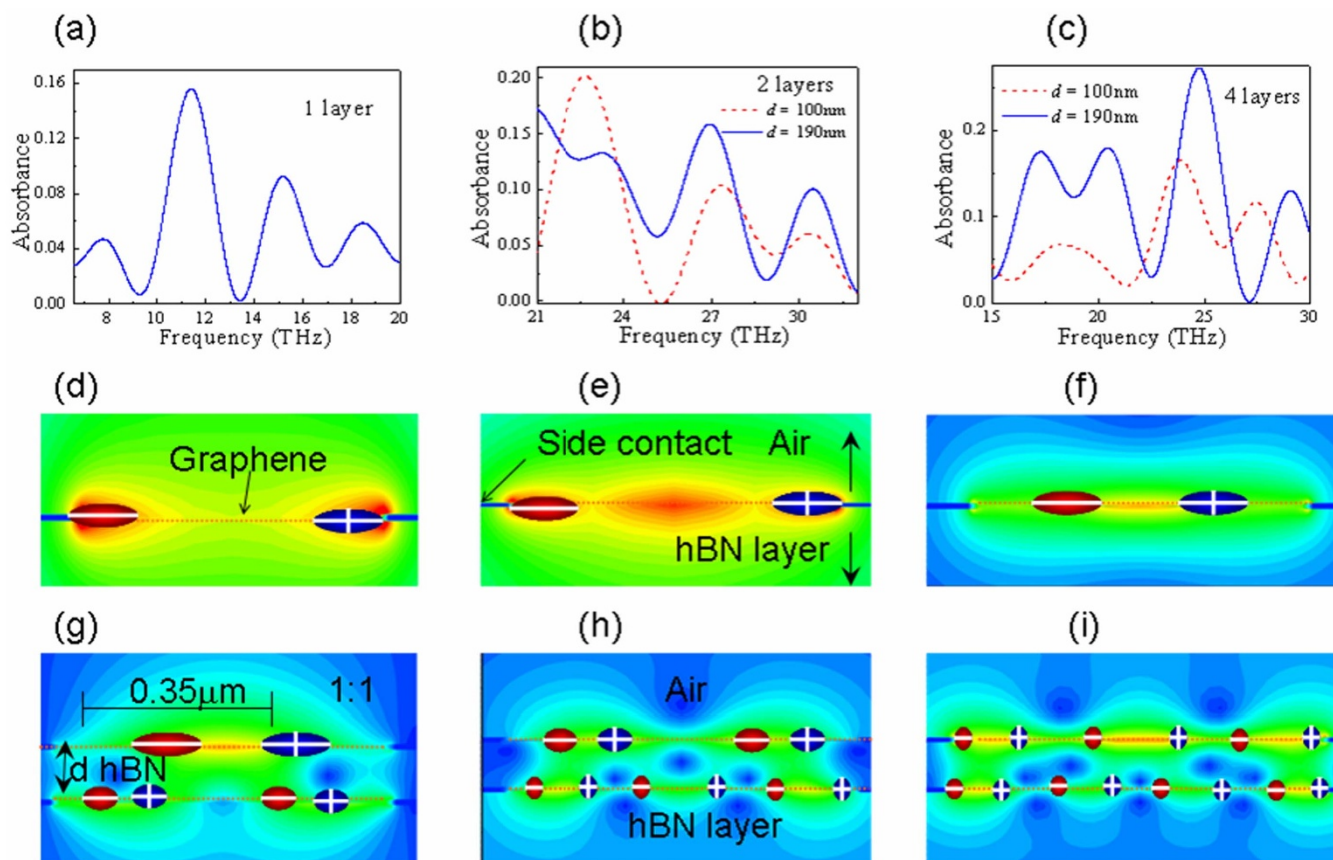 (a)
(b)
(c)
Absorbance
0.16
0.12
0.08
0.04
0.00
1 layer
8 10 12 14 16 18 20
Frequency (THz)
Absorbance
0.20
0.15
0.10
0.05
0.00
2 layers
d = 100nm
d = 190nm
21 24 27 30
Frequency (THz)
Absorbance
0.2
0.1
0.0
d = 100nm
d = 190nm
4 layers
15 20 25 30
Frequency (THz)
(d)
(e)
(f)
Graphene
Side contact
Air
hBN layer
(g)
(h)
(i)
0.35μm
1:1
d hBN
Air
hBN layer